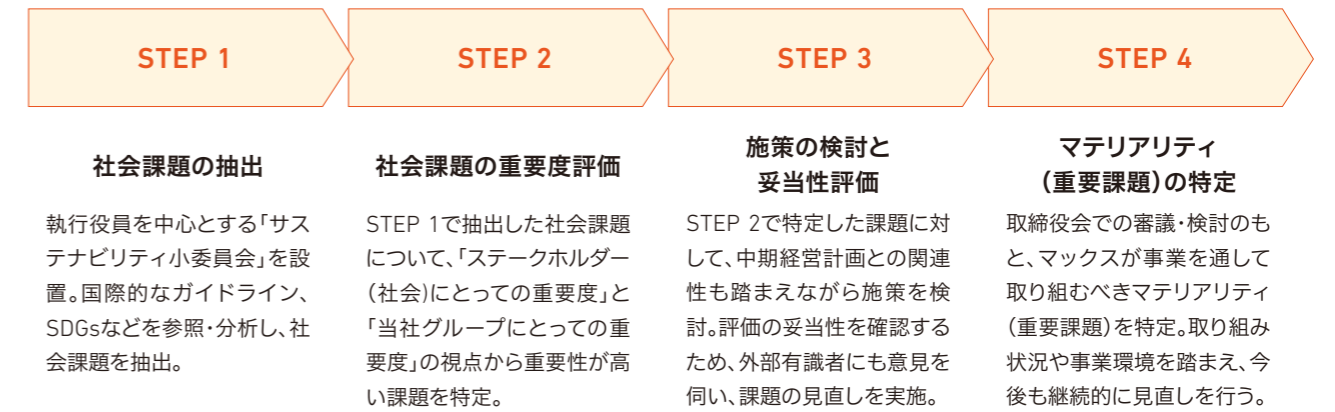 STEP 1
社会課題の抽出
執行役員を中心とする「サス
テナビリティ小委員会」を設
置。国際的なガイドライン、
SDGsなどを参照・分析し、社
会課題を抽出。
STEP 2
社会課題の重要度評価
STEP 1で抽出した社会課題
について、「ステークホルダー
（社会)にとっての重要度」と
「当社グループにとっての重
要度」の視点から重要性が高
い課題を特定。
STEP 3
施策の検討と
妥当性評価
STEP 2で特定した課題に対
して、中期経営計画との関連
性も踏まえながら施策を検
討。評価の妥当性を確認する
ため、外部有識者にも意見を
伺い、課題の見直しを実施。
STEP 4
マテリアリティ
（重要課題）の特定
取締役会での審議・検討のも
と、マックスが事業を通して
取り組むべきマテリアリティ
（重要課題）を特定。取り組み
状況や事業環境を踏まえ、今
後も継続的に見直しを行う。